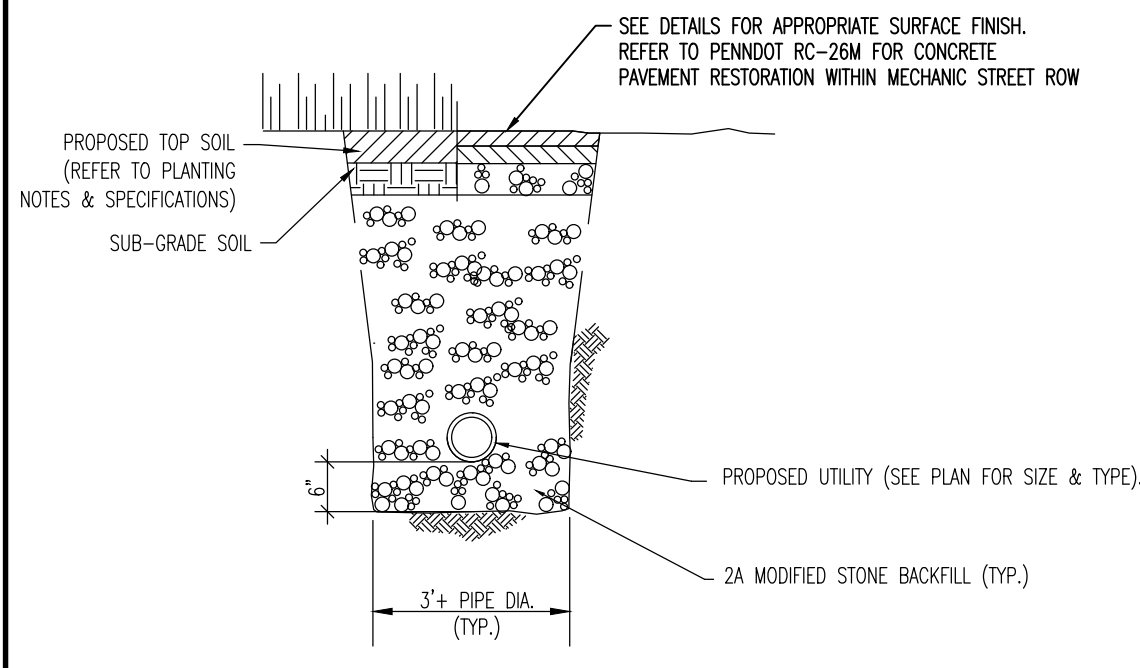 SEE DETAILS FOR APPROPRIATE SURFACE FINISH.
REFER TO PENNDOT RC-26M FOR CONCRETE
PAVEMENT RESTORATION WITHIN MECHANIC STREET ROW
PROPOSED TOP SOIL
(REFER TO PLANTING
NOTES & SPECIFICATIONS)
SUB-GRADE SOIL
6"
PROPOSED UTILITY (SEE PLAN FOR SIZE & TYPE).
2A MODIFIED STONE BACKFILL (TYP.)
3'+ PIPE DIA.
(TYP.)